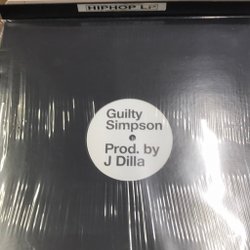 HIPHOP LP
Guilty
Simpson
Prod. by
J Dilla